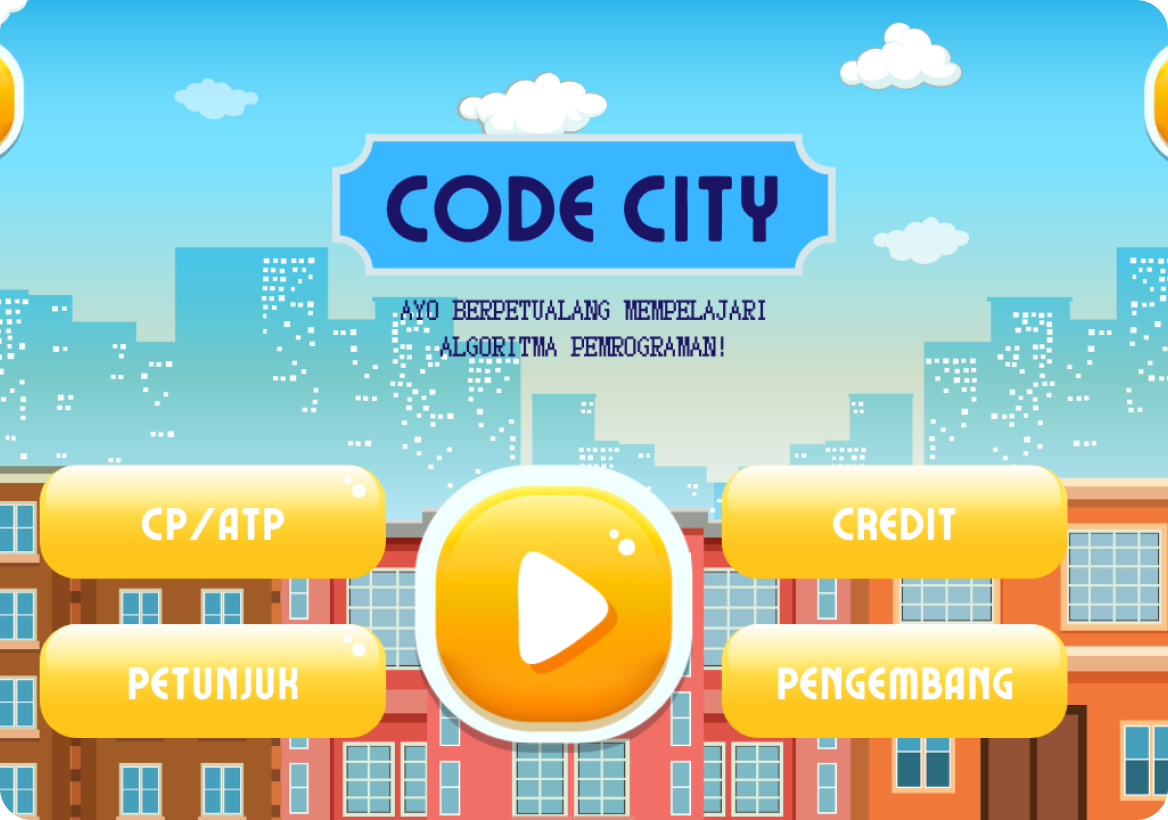 CODE CITY
AYO BERPETUALANG MEMPELAJARI
ALGORITMA PEMROGRAMAN!
CP/ATP
CREDIT
PETUNJUK
PENGEMBANG